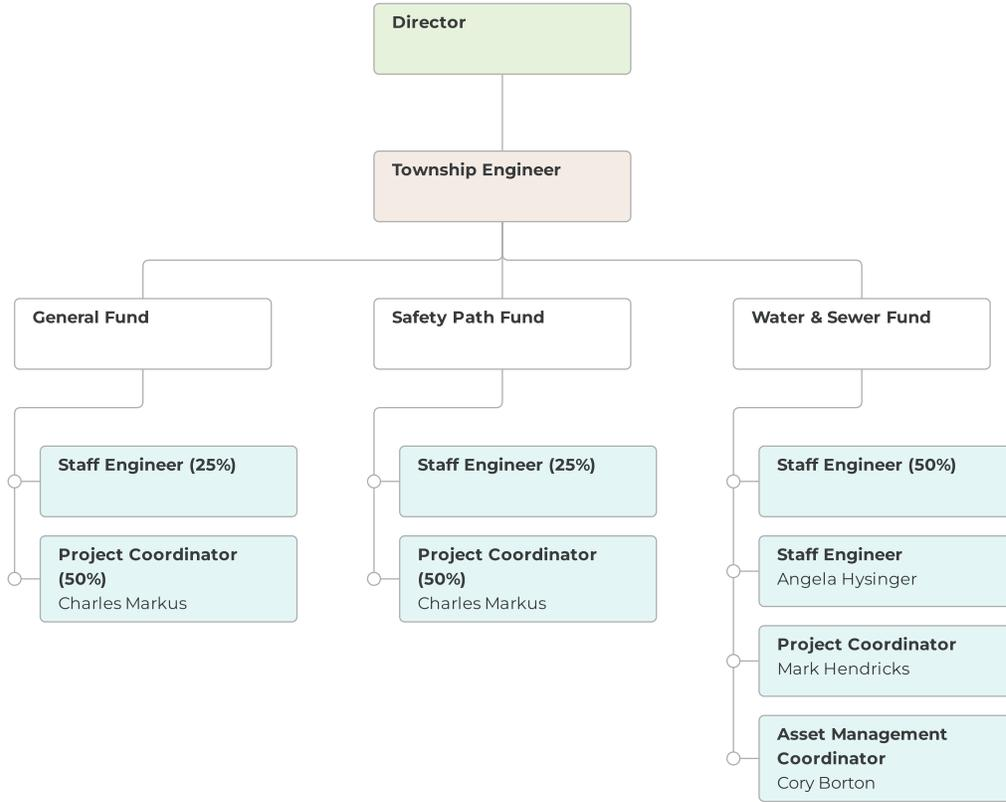 Director
Township Engineer
General Fund
Safety Path Fund
Water & Sewer Fund
Staff Engineer (25%)
Project Coordinator
(50%)
Charles Markus
Staff Engineer (25%)
Project Coordinator
(50%)
Charles Markus
Staff Engineer (50%)
Staff Engineer
Angela Hysinger
Project Coordinator
Mark Hendricks
Asset Management
Coordinator
Cory Borton